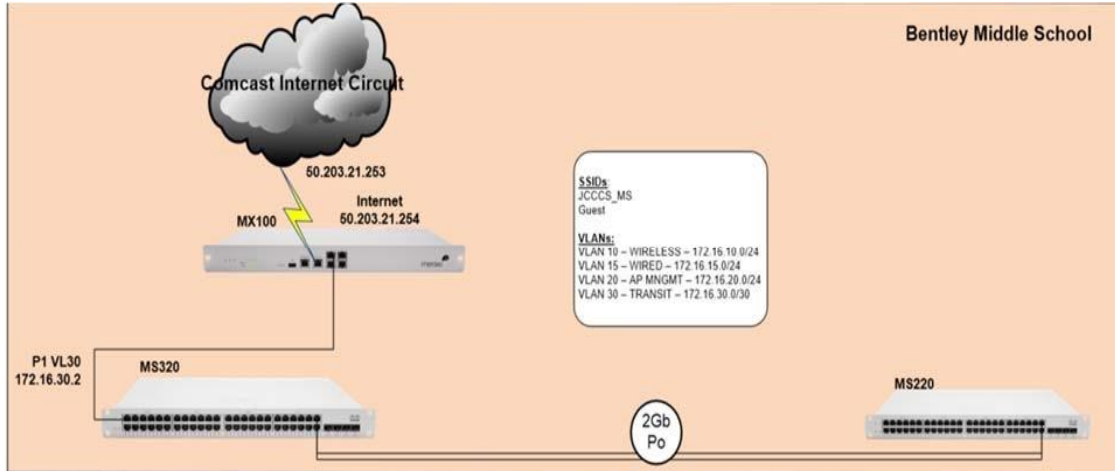 Bentley Middle School
Comcast Internet Circuit
50.203.21.253
Internet
50.203.21.254
MX100
SSIDs:
JCCCS_MS
Guest
VLANs:
VLAN 10 – WIRELESS – 172.16.10.0/24
VLAN 15 – WIRED – 172.16.15.0/24
VLAN 20 – AP MNGMT – 172.16.20.0/24
VLAN 30 – TRANSIT – 172.16.30.0/30
P1 VL30
172.16.30.2
MS320
MS220
2Gb
Po